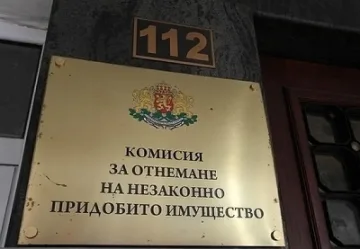 112
КОМИСИЯ
ЗА ОТНЕМАНЕ
НА НЕЗАКОННО
ПРИДОБИТО ИМУЩЕСТВО